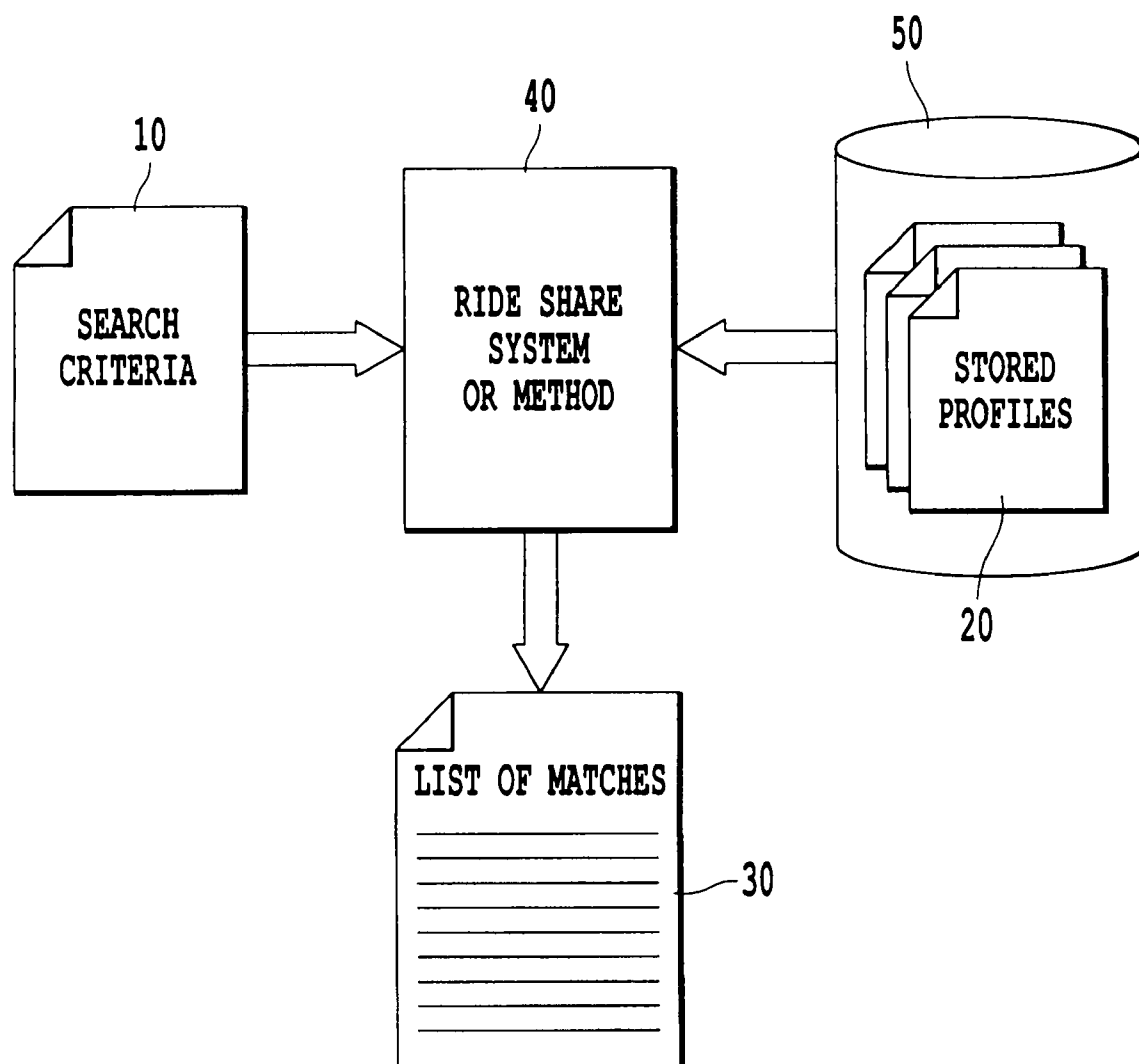 50
40
10
SEARCH
CRITERIA
RIDE SHARE
SYSTEM
OR METHOD
STORED
PROFILES
20
LIST OF MATCHES
30